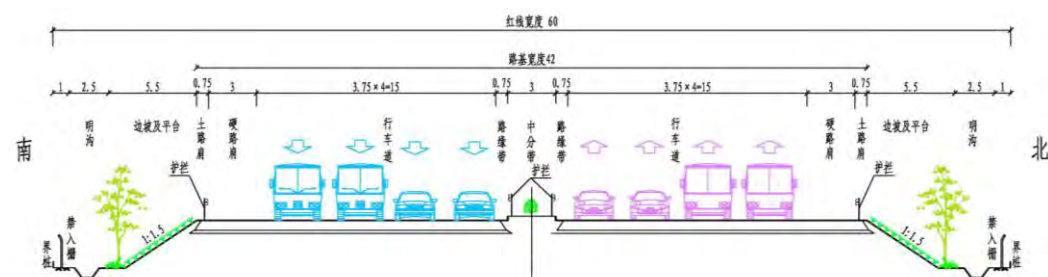 红线宽度 60
路基宽度42
1 2.5 5.5 0.75 3 3.75×4=15 0.75 3 0.75 3.75×4=15 3 0.75 5.5 2.5 1
明沟 边坡及平台 土路肩 硬路肩 行车道 路缘带 中分带 路缘带 行车道 硬路肩 土路肩 边坡及平台 明沟
南 北
护栏 护栏 护栏
1:1.5 1:1.5
界桩 禁入栅 禁入栅 界桩